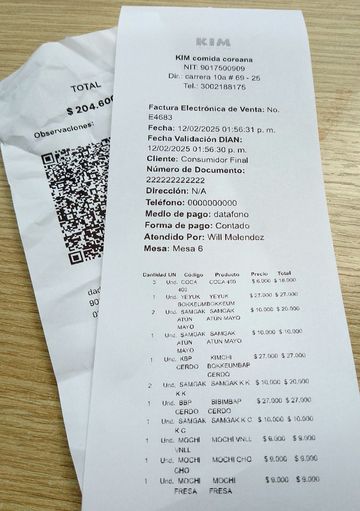 KIM
KIM comida coreana
NIT: 9017500909
Dir.: carrera 10a # 69 - 25
Tel.: 3002188175
Factura Electrónica de Venta: No.
E4683
Fecha: 12/02/2025 01:56:31 p. m.
Fecha Validación DIAN:
12/02/2025 01:56:30 p. m.
Cliente: Consumidor Final
Número de Documento:
222222222222
Dirección: N/A
Teléfono: 0000000000
Medio de pago: datafono
Forma de pago: Contado
Atendido Por: Will Melendez
Mesa: Mesa 6
Cantidad UN Código Producto Precio Total
3 Und. COCA COCA 400 $ 6.000 $ 18.000
400
1 Und. YEYUK YEYUK $ 27.000 $ 27.000
BOKKEUM BOKKEUM
2 Und. SAMGAK SAMGAK $ 10.000 $ 20.000
ATUN ATUN MAYO
MAYO
1 Und. SAMGAK SAMGAK $ 10.000 $ 10.000
ATUN ATUN MAYO
MAYO
1 Und. KBP KIMCHI $ 27.000 $ 27.000
CERDO BOKKEUMBAP
CERDO
2 Und. SAMGAK SAMGAK K K $ 10.000 $ 20.000
K K
1 Und. BBP BIBIMBAP $ 27.000 $ 27.000
CERDO CERDO
1 Und. SAMGAK SAMGAK K C $ 10.000 $ 10.000
K C
1 Und. MOCHI MOCHI VNLL $ 9.000 $ 9.000
VNLL
1 Und. MOCHI MOCHI CHO $ 9.000 $ 9.000
CHO
1 Und. MOCHI MOCHI $ 9.000 $ 9.000
FRESA FRESA
TOTAL
$ 204.600
Observaciones: